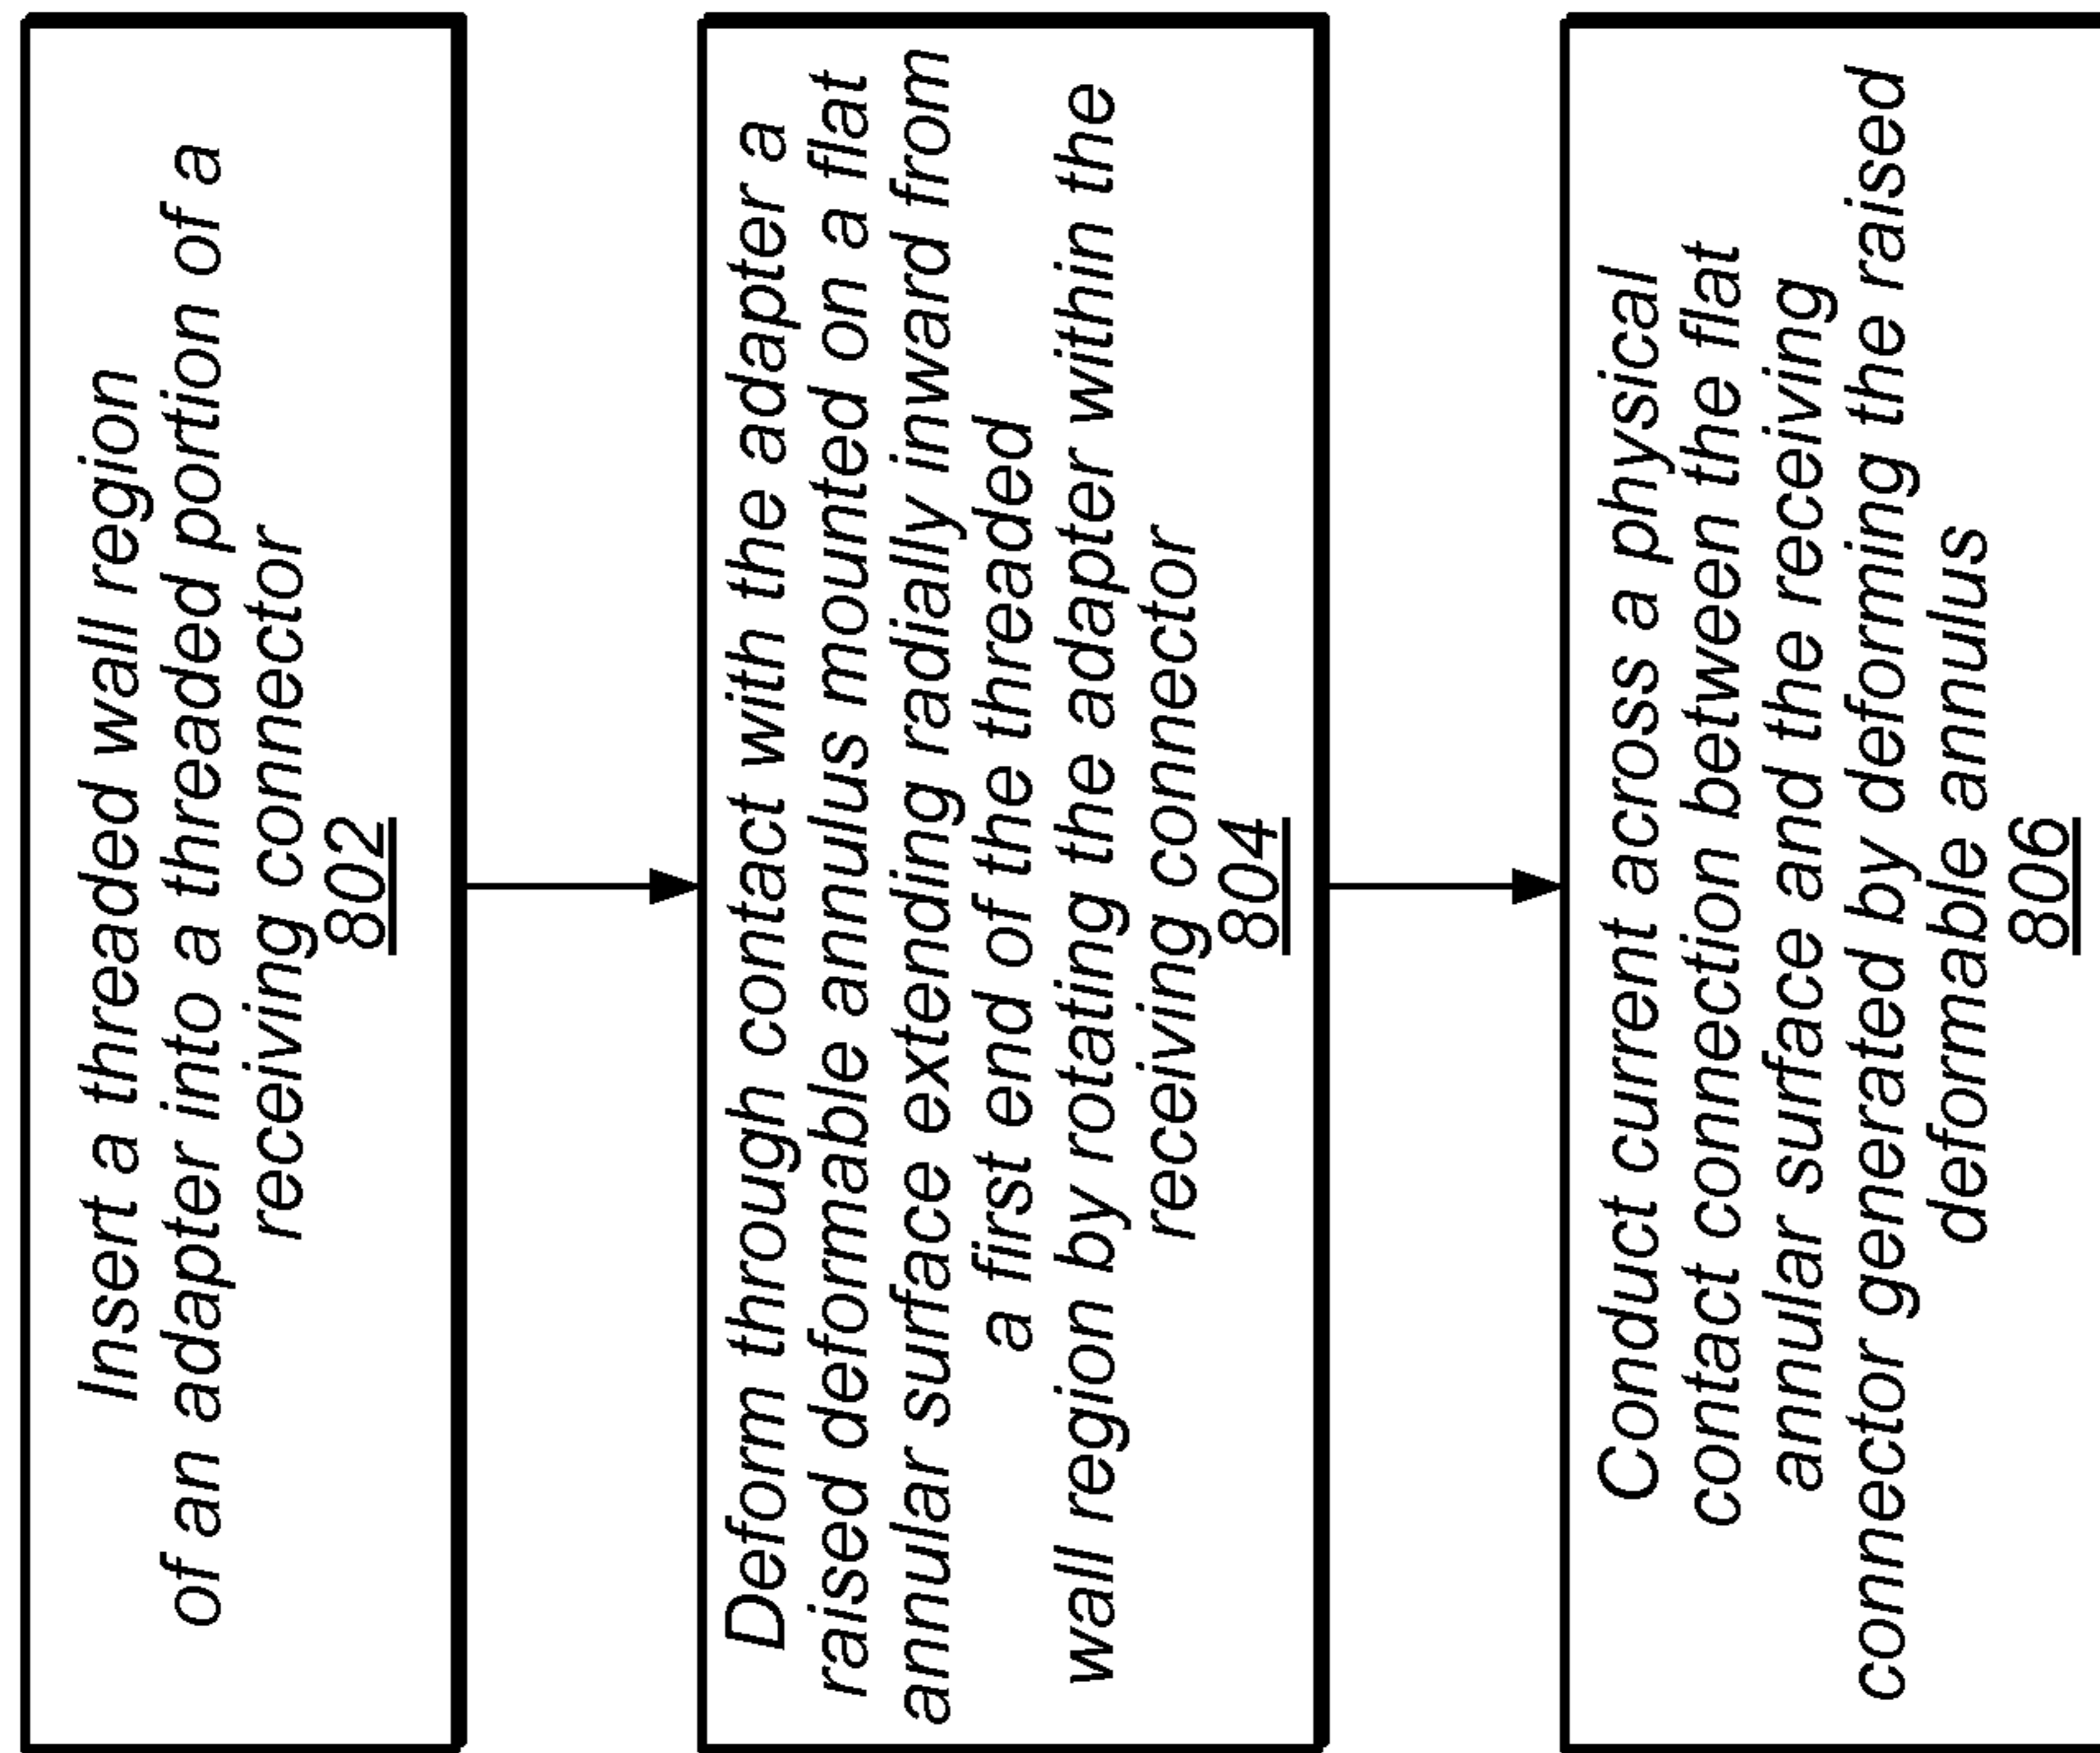 Insert a threaded wall region
of an adapter into a threaded portion of a
receiving connector
802
Deform through contact with the adapter a
raised deformable annulus mounted on a flat
annular surface extending radially inward from
a first end of the threaded
wall region by rotating the adapter within the
receiving connector
804
Conduct current across a physical
contact connection between the flat
annular surface and the receiving
connector generated by deforming the raised
deformable annulus
806